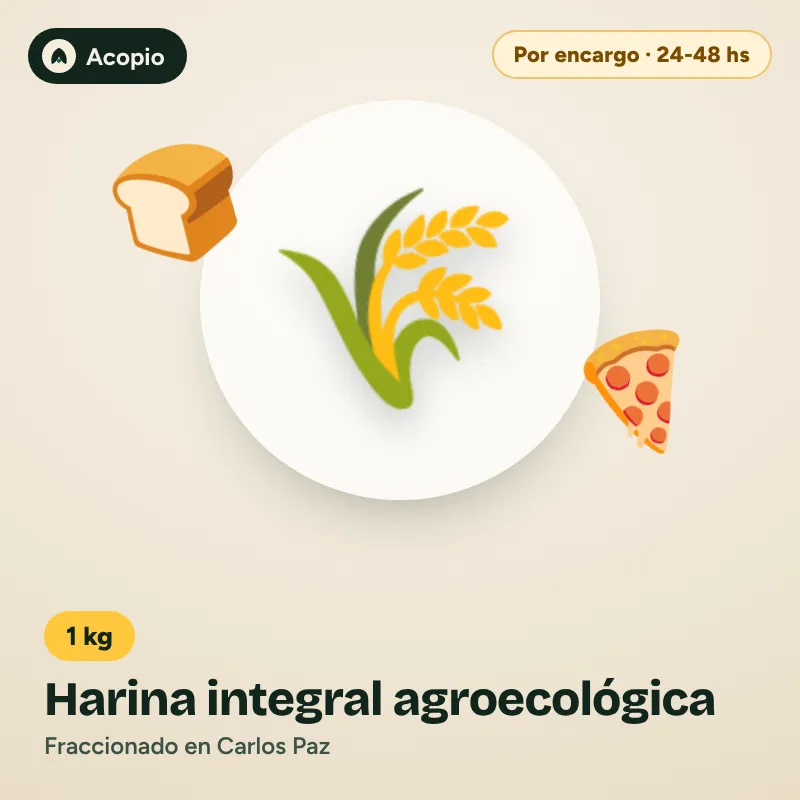 Acopio
Por encargo · 24-48 hs
1 kg
Harina integral agroecológica
Fraccionado en Carlos Paz